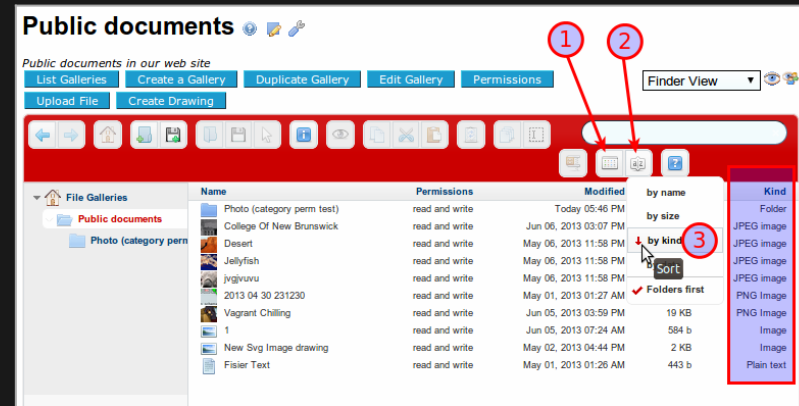 Public documents
1
2
Public documents in our web site
List Galleries Create a Gallery Duplicate Gallery Edit Gallery Permissions Finder View
Upload File Create Drawing
File Galleries
Public documents
Photo (category perm
Name Permissions Modified Kind
Photo (category perm test) read and write Today 05:46 PM Folder
College Of New Brunswick read and write Jun 06, 2013 03:07 PM JPEG image
Desert read and write May 06, 2013 11:58 PM JPEG image
Jellyfish read and write May 06, 2013 11:58 PM JPEG image
jvgjvuvu read and write May 06, 2013 11:58 PM JPEG image
2013 04 30 231230 read and write May 01, 2013 01:27 AM PNG Image
Vagrant Chilling read and write Jun 05, 2013 03:59 PM 19 KB PNG Image
1 read and write Jun 05, 2013 07:24 AM 584 b Image
New Svg Image drawing read and write May 02, 2013 04:44 PM 2 KB Image
Fisier Text read and write May 01, 2013 01:26 AM 443 b Plain text
by name
by size
by kind 3
Sort
Folders first